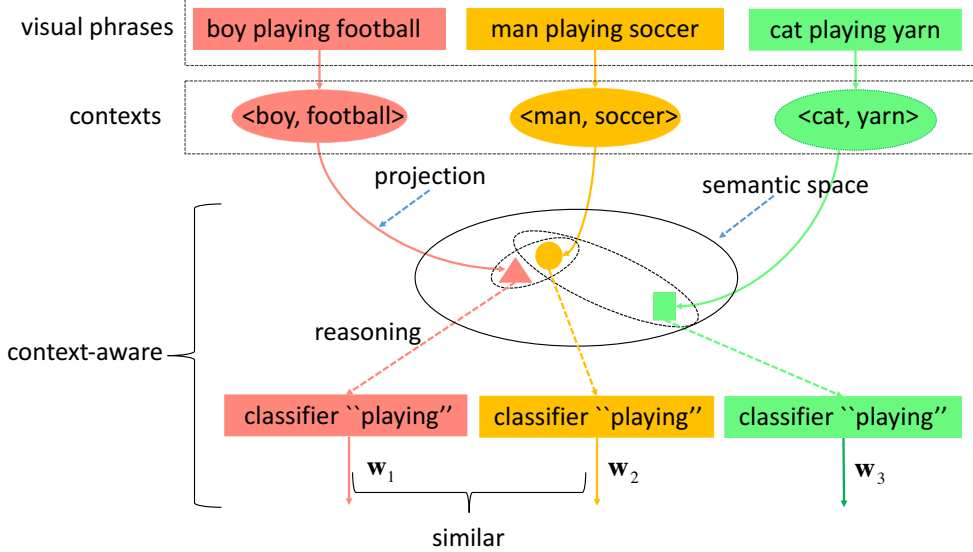 visual phrases
boy playing football
man playing soccer
cat playing yarn
contexts
<boy, football>
<man, soccer>
<cat, yarn>
projection
semantic space
reasoning
context-aware
classifier ``playing’’
classifier ``playing’’
classifier ``playing’’
w1
w2
w3
similar